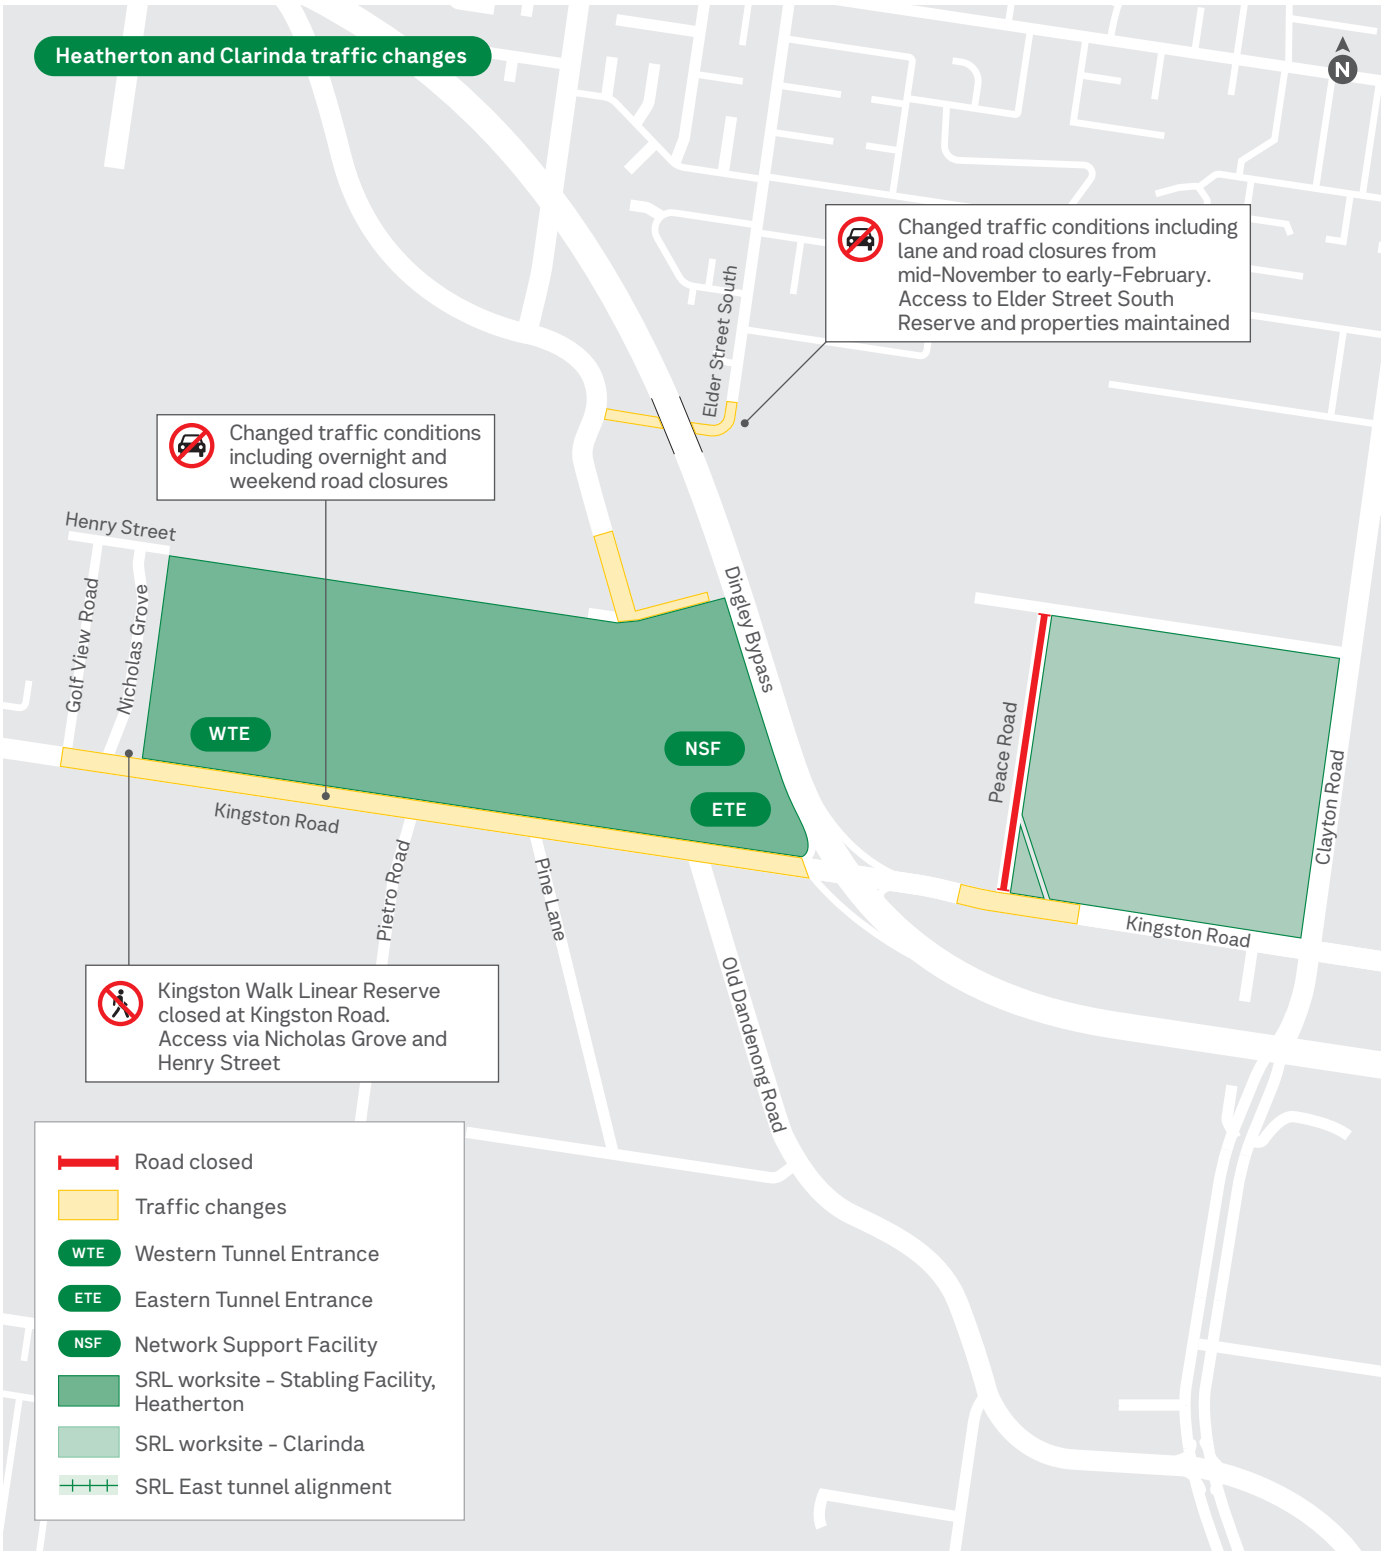 Heatherton and Clarinda traffic changes
N
Changed traffic conditions including
lane and road closures from
mid-November to early-February.
Access to Elder Street South
Reserve and properties maintained
Elder Street South
Changed traffic conditions
including overnight and
weekend road closures
Henry Street
Golf View Road
Nicholas Grove
Dingley Bypass
WTE
NSF
ETE
Peace Road
Clayton Road
Kingston Road
Pietro Road
Pine Lane
Kingston Road
Old Dandenong Road
Kingston Walk Linear Reserve
closed at Kingston Road.
Access via Nicholas Grove and
Henry Street
Road closed
Traffic changes
WTE Western Tunnel Entrance
ETE Eastern Tunnel Entrance
NSF Network Support Facility
SRL worksite – Stabling Facility,
Heatherton
SRL worksite – Clarinda
SRL East tunnel alignment